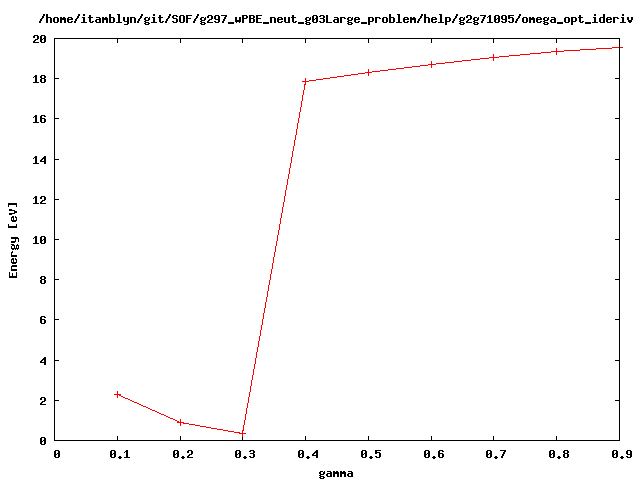 /home/itamblyn/git/SOF/g297_wPBE_neut_g03Large_problem/help/g2g71095/omega_opt_ideriv
20
18
16
14
12
10
8
6
4
2
0
Energy [eV]
0 0.1 0.2 0.3 0.4 0.5 0.6 0.7 0.8 0.9
gamma